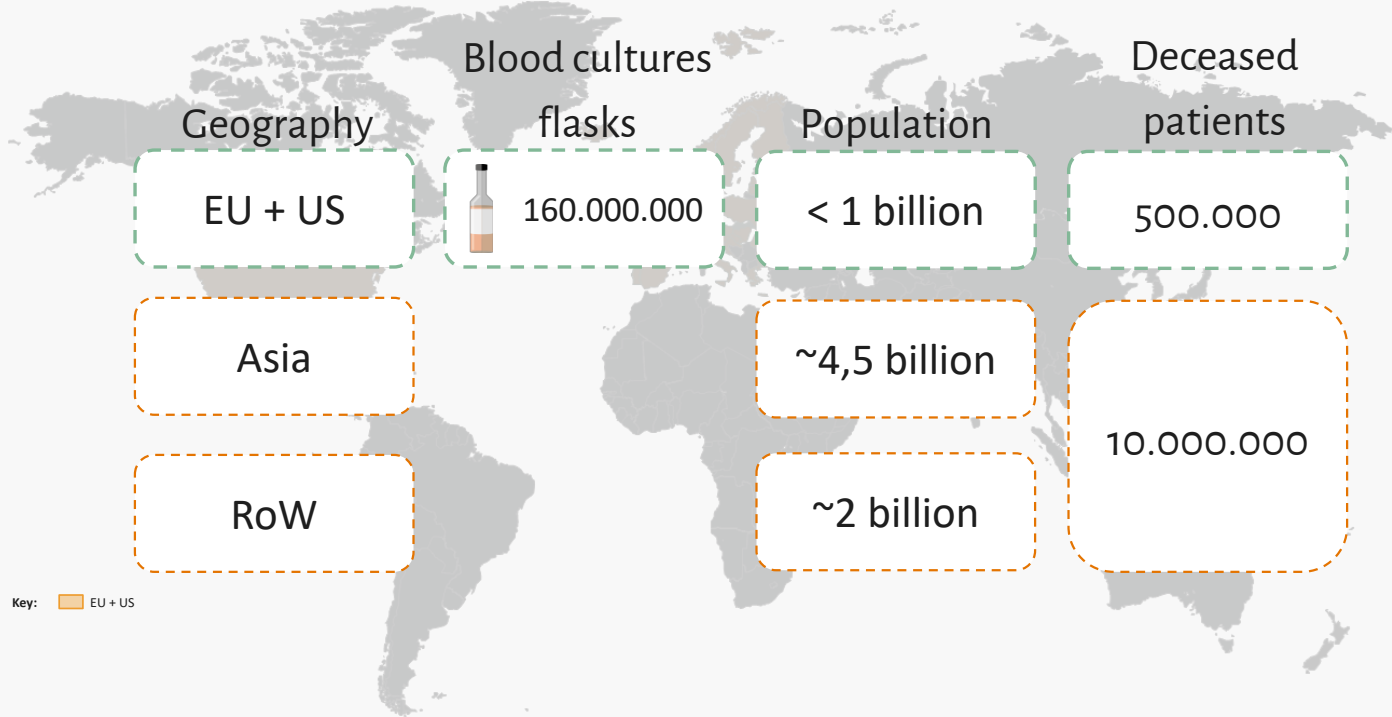 Geography
Blood cultures
flasks
Population
Deceased
patients
EU + US
160.000.000
< 1 billion
500.000
Asia
~4,5 billion
10.000.000
RoW
~2 billion
Key: EU + US